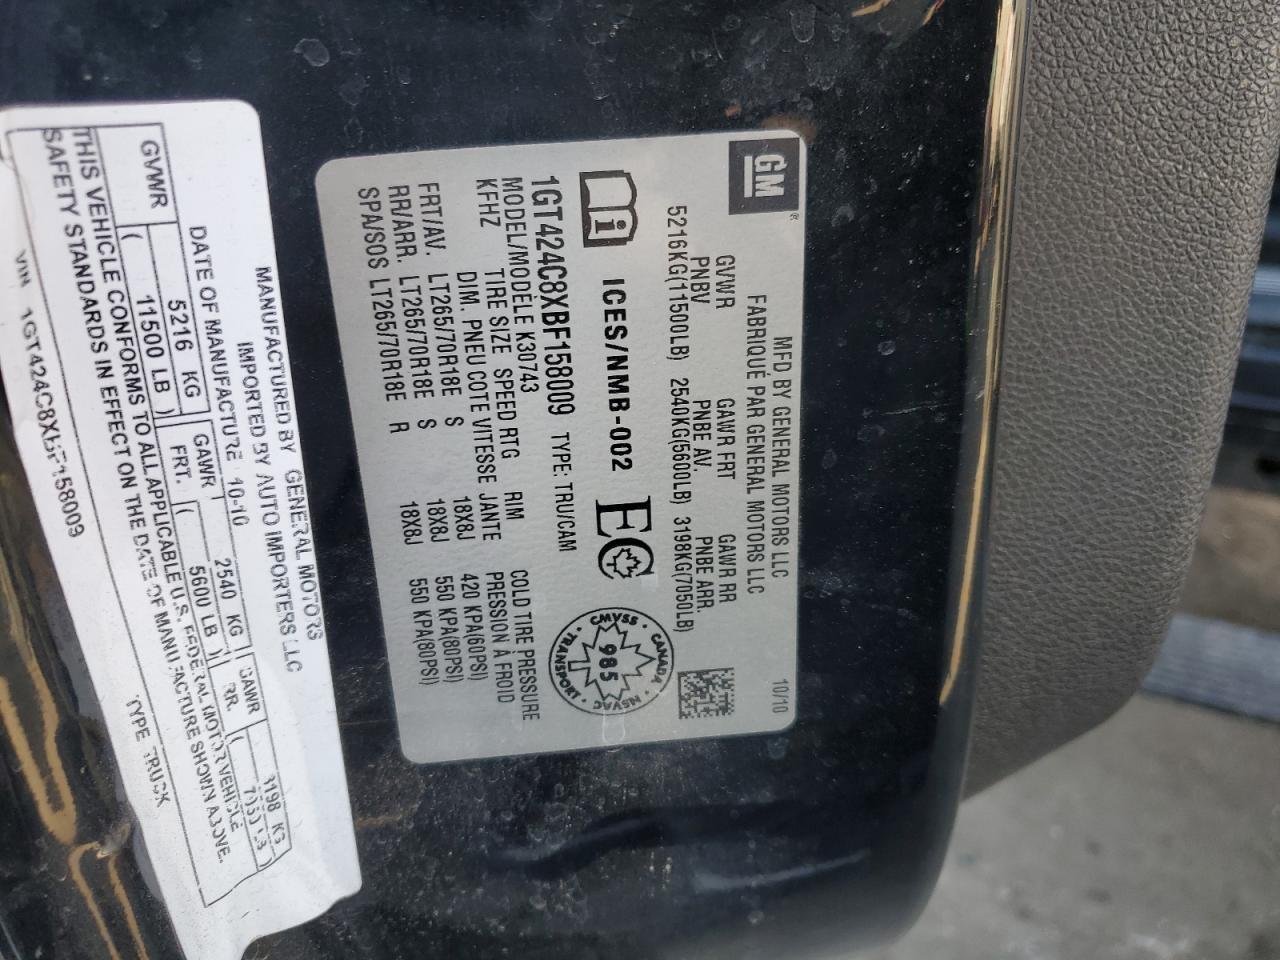 GM
®
MFD BY GENERAL MOTORS LLC 10/10
FABRIQUÉ PAR GENERAL MOTORS LLC
GVWR GAWR FRT GAWR RR
PNBV PNBE AV. PNBE ARR.
5216KG(11500LB) 2540KG(5600LB) 3198KG(7050LB)
i ICES/NMB-002 EC
CMVSS · CANADA · NSVAC · TRANSPORT ·
985
1GT424C8XBF158009 TYPE: TRU/CAM
MODEL/MODÈLE K30743
KFHZ TIRE SIZE SPEED RTG RIM COLD TIRE PRESSURE
DIM. PNEU COTE VITESSE JANTE PRESSION À FROID
FRT/AV. LT265/70R18E S 18X8J 420 KPA(60PSI)
RR/ARR. LT265/70R18E S 18X8J 550 KPA(80PSI)
SPA/SOS LT265/70R18E R 18X8J 550 KPA(80PSI)
MANUFACTURED BY GENERAL MOTORS
IMPORTED BY AUTO IMPORTERS LLC
DATE OF MANUFACTURE 10-10
GVWR 5216 KG GAWR 2540 KG GAWR 3198 KG
( 11500 LB ) FRT. ( 5600 LB ) RR. ( 7050 LB )
THIS VEHICLE CONFORMS TO ALL APPLICABLE U.S. FEDERAL MOTOR VEHICLE
SAFETY STANDARDS IN EFFECT ON THE DATE OF MANUFACTURE SHOWN ABOVE.
VIN 1GT424C8XBF158009 TYPE TRUCK